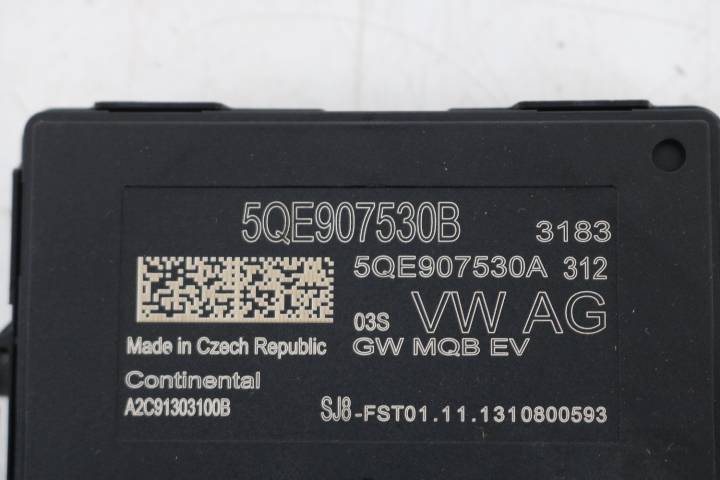 5QE907530B 3183
5QE907530A 312
03S VW AG
Made in Czech Republic GW MQB EV
Continental
A2C91303100B SJ8-FST01.11.1310800593